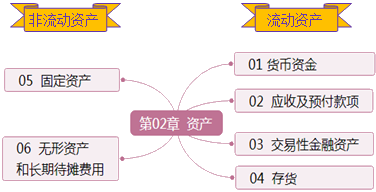 非流动资产
流动资产
05 固定资产
06 无形资产
和长期待摊费用
第02章 资产
01 货币资金
02 应收及预付款项
03 交易性金融资产
04 存货